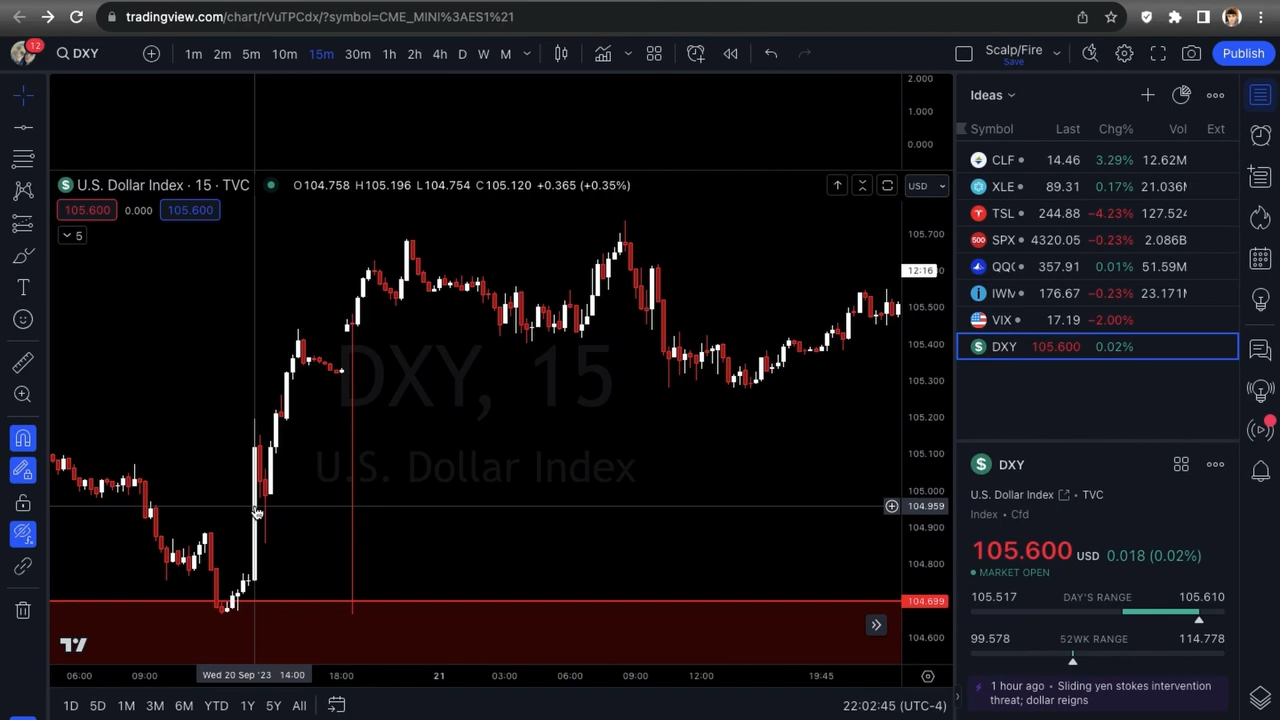 tradingview.com/chart/rVuTPCdx/?symbol=CME_MINI%3AES1%21
12
DXY
1m 2m 5m 10m 15m 30m 1h 2h 4h D W M
Scalp/Fire
Save
Publish
2.000
1.000
0.000
U.S. Dollar Index · 15 · TVC
O104.758 H105.196 L104.754 C105.120 +0.365 (+0.35%)
USD
105.600 0.000 105.600
5
105.700
12:16
105.500
105.400
105.300
105.200
105.100
105.000
104.959
104.900
104.800
104.699
104.600
DXY, 15
U.S. Dollar Index
06:00 09:00 Wed 20 Sep '23 14:00 18:00 21 03:00 06:00 09:00 12:00 19:45
1D 5D 1M 3M 6M YTD 1Y 5Y All
22:02:45 (UTC-4)
Ideas
Symbol Last Chg% Vol Ext
CLF 14.46 3.29% 12.62M
XLE 89.31 0.17% 21.036
TSL 244.88 −4.23% 127.52
SPX 4320.05 −0.23% 2.086B
QQ 357.91 0.01% 51.59M
IWM 176.67 −0.23% 23.171
VIX 17.19 −2.00%
DXY 105.600 0.02%
DXY
U.S. Dollar Index • TVC
Index • Cfd
105.600 USD 0.018 (0.02%)
MARKET OPEN
105.517 DAY'S RANGE 105.610
99.578 52WK RANGE 114.778
1 hour ago • Sliding yen stokes intervention
threat; dollar reigns